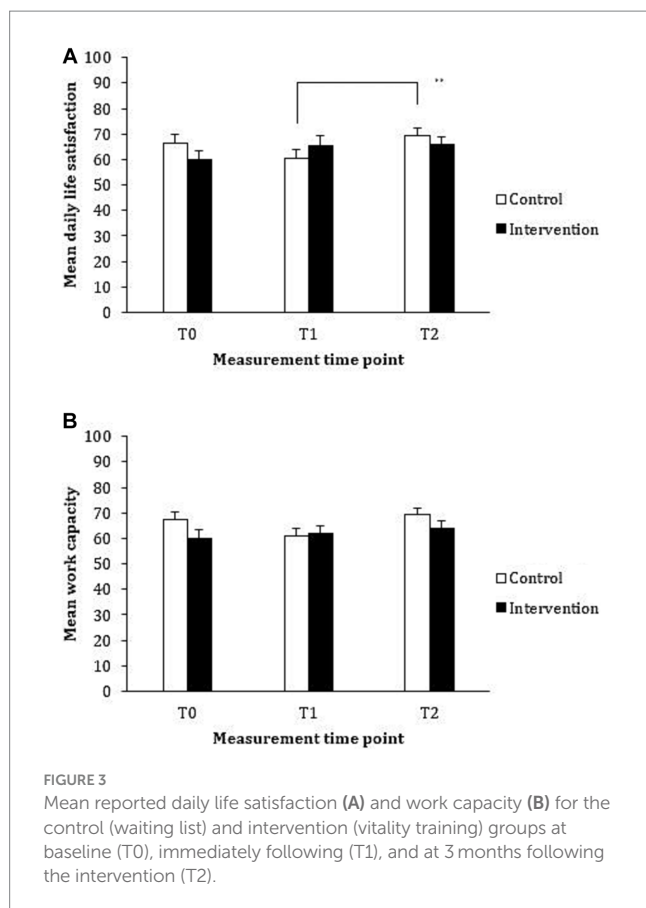 A
100
90
80
70
60
50
40
30
20
10
0
Mean daily life satisfaction
**
Control
Intervention
T0 T1 T2
Measurement time point
B
100
90
80
70
60
50
40
30
20
10
0
Mean work capacity
Control
Intervention
T0 T1 T2
Measurement time point
FIGURE 3
Mean reported daily life satisfaction (A) and work capacity (B) for the
control (waiting list) and intervention (vitality training) groups at
baseline (T0), immediately following (T1), and at 3 months following
the intervention (T2).